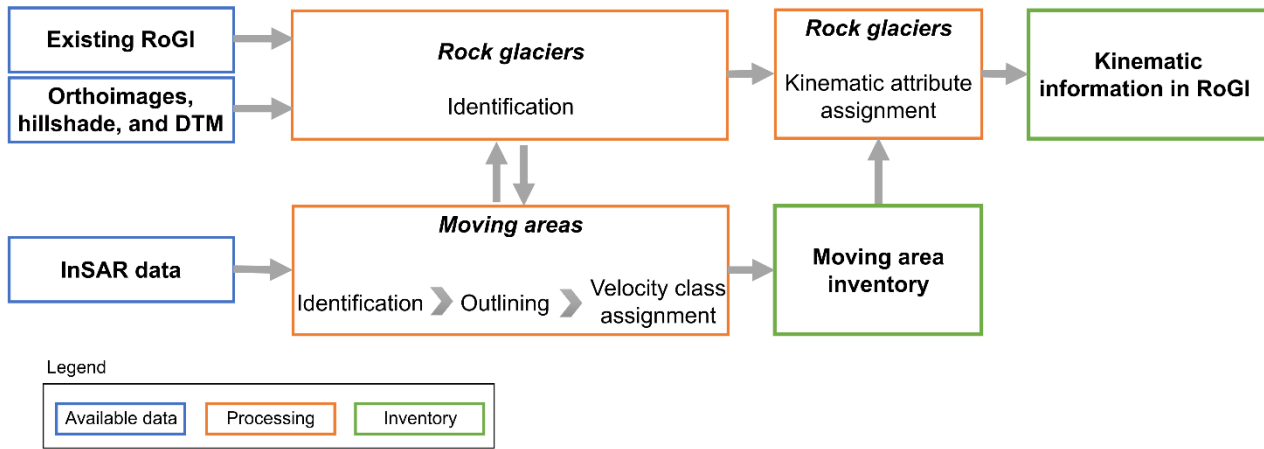 Existing RoGI
Orthoimages,
hillshade, and DTM
Rock glaciers
Identification
Rock glaciers
Kinematic attribute
assignment
Kinematic
information in RoGI
InSAR data
Moving areas
Identification
Outlining
Velocity class
assignment
Moving area
inventory
Legend
Available data
Processing
Inventory